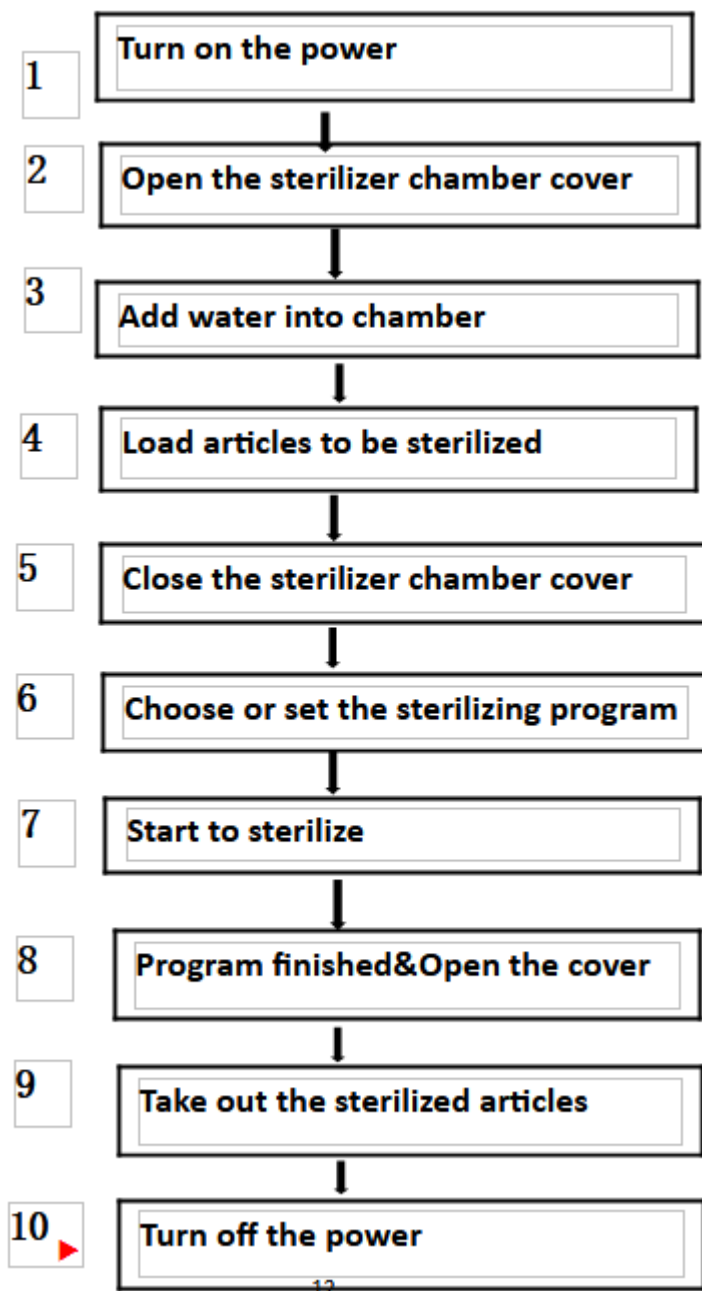 1
Turn on the power
2
Open the sterilizer chamber cover
3
Add water into chamber
4
Load articles to be sterilized
5
Close the sterilizer chamber cover
6
Choose or set the sterilizing program
7
Start to sterilize
8
Program finished&Open the cover
9
Take out the sterilized articles
10
Turn off the power